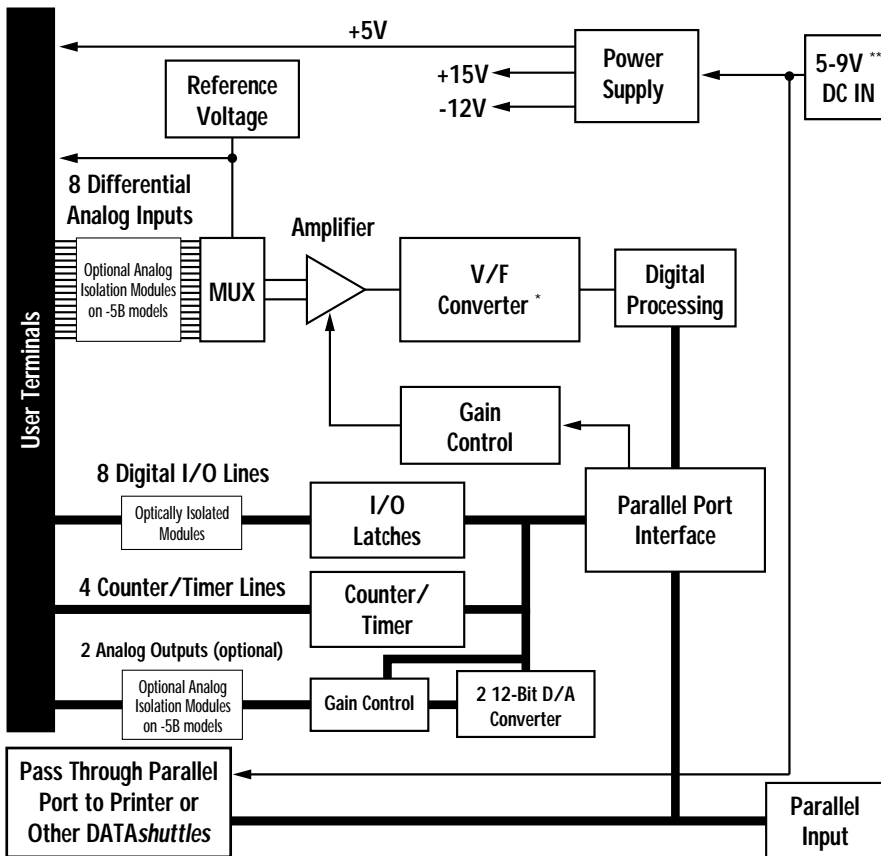 +5V
Power
Supply
5-9V **
DC IN
+15V
-12V
Reference
Voltage
8 Differential
Analog Inputs
Amplifier
Optional Analog
Isolation Modules
on -5B models
MUX
V/F
Converter *
Digital
Processing
User Terminals
Gain
Control
8 Digital I/O Lines
Optically Isolated
Modules
I/O
Latches
Parallel Port
Interface
4 Counter/Timer Lines
Counter/
Timer
2 Analog Outputs (optional)
Optional Analog
Isolation Modules
on -5B models
Gain Control
2 12-Bit D/A
Converter
Pass Through Parallel
Port to Printer or
Other DATAshuttles
Parallel
Input